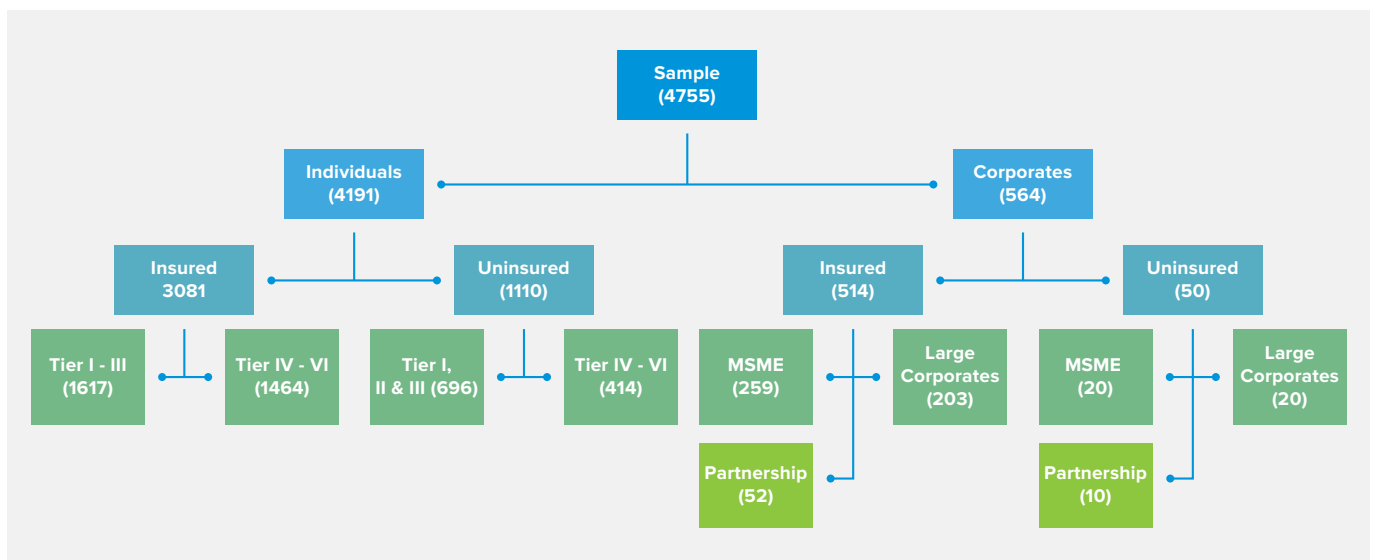 Sample
(4755)
Individuals
(4191)
Corporates
(564)
Insured
3081
Uninsured
(1110)
Insured
(514)
Uninsured
(50)
Tier I - III
(1617)
Tier IV - VI
(1464)
Tier I,
II & III (696)
Tier IV - VI
(414)
MSME
(259)
Large
Corporates
(203)
MSME
(20)
Large
Corporates
(20)
Partnership
(52)
Partnership
(10)